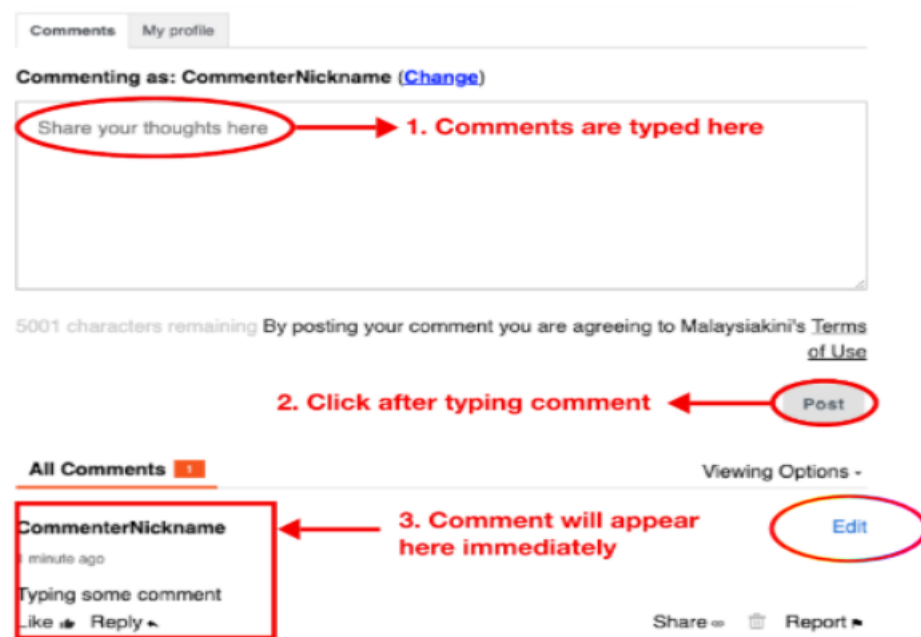 Comments My profile
Commenting as: CommenterNickname (Change)
Share your thoughts here 1. Comments are typed here
5001 characters remaining By posting your comment you are agreeing to Malaysiakini's Terms
of Use
2. Click after typing comment Post
All Comments 1 Viewing Options
CommenterNickname 3. Comment will appear Edit
here immediately
1 minute ago
Typing some comment
Like Reply Share Report